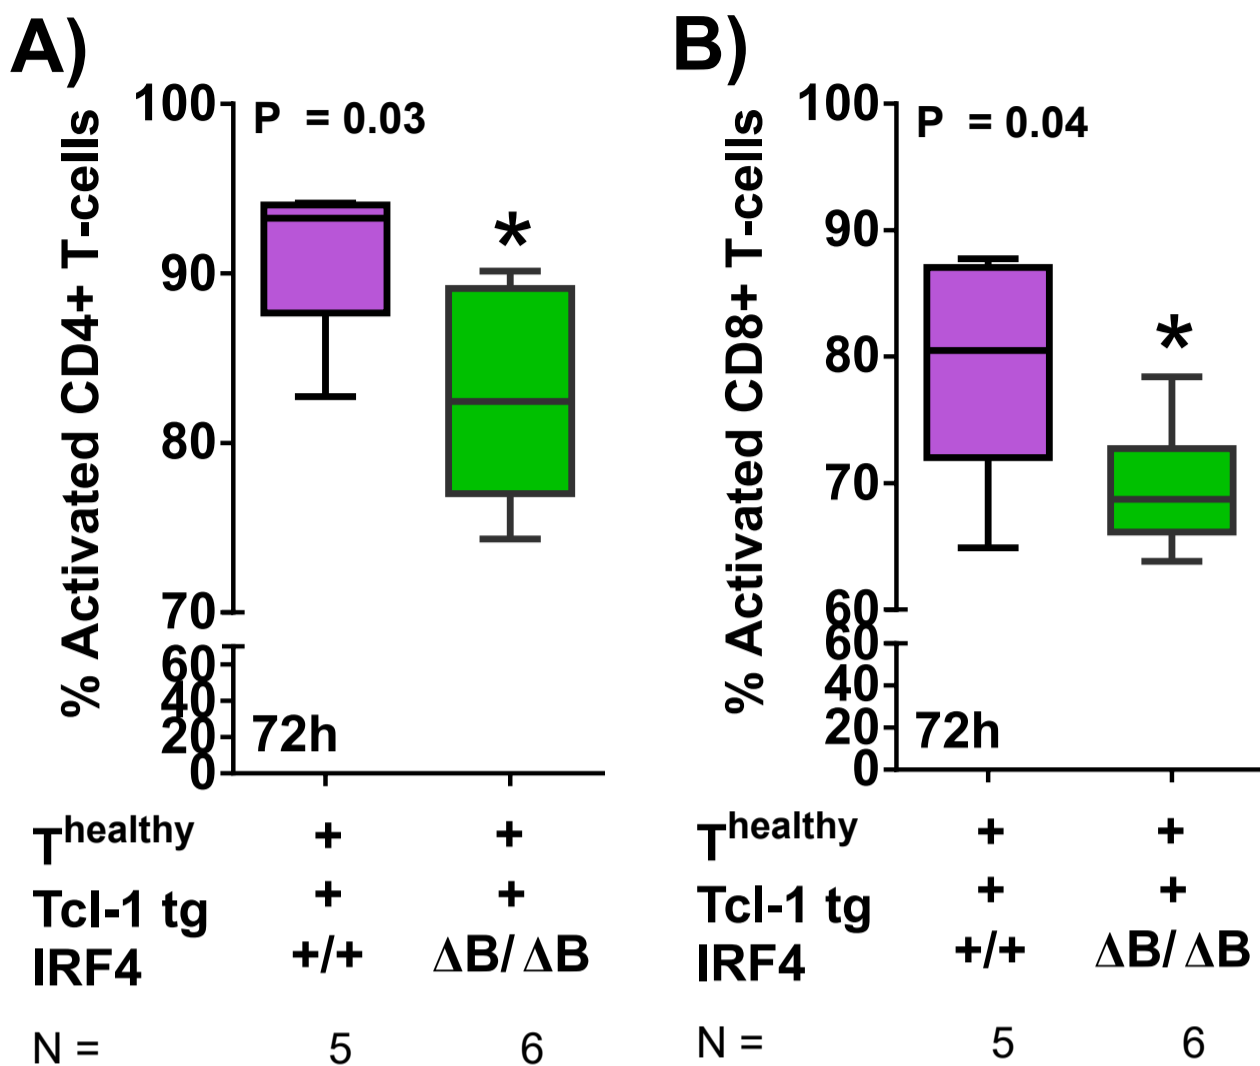 A)
% Activated CD4+ T-cells
100
90
80
70
60
40
20
0
P = 0.03
*
72h
T^healthy + +
Tcl-1 tg + +
IRF4 +/+ ΔB/ ΔB
N = 5 6
B)
% Activated CD8+ T-cells
100
90
80
70
60
60
40
20
0
P = 0.04
*
72h
T^healthy + +
Tcl-1 tg + +
IRF4 +/+ ΔB/ ΔB
N = 5 6